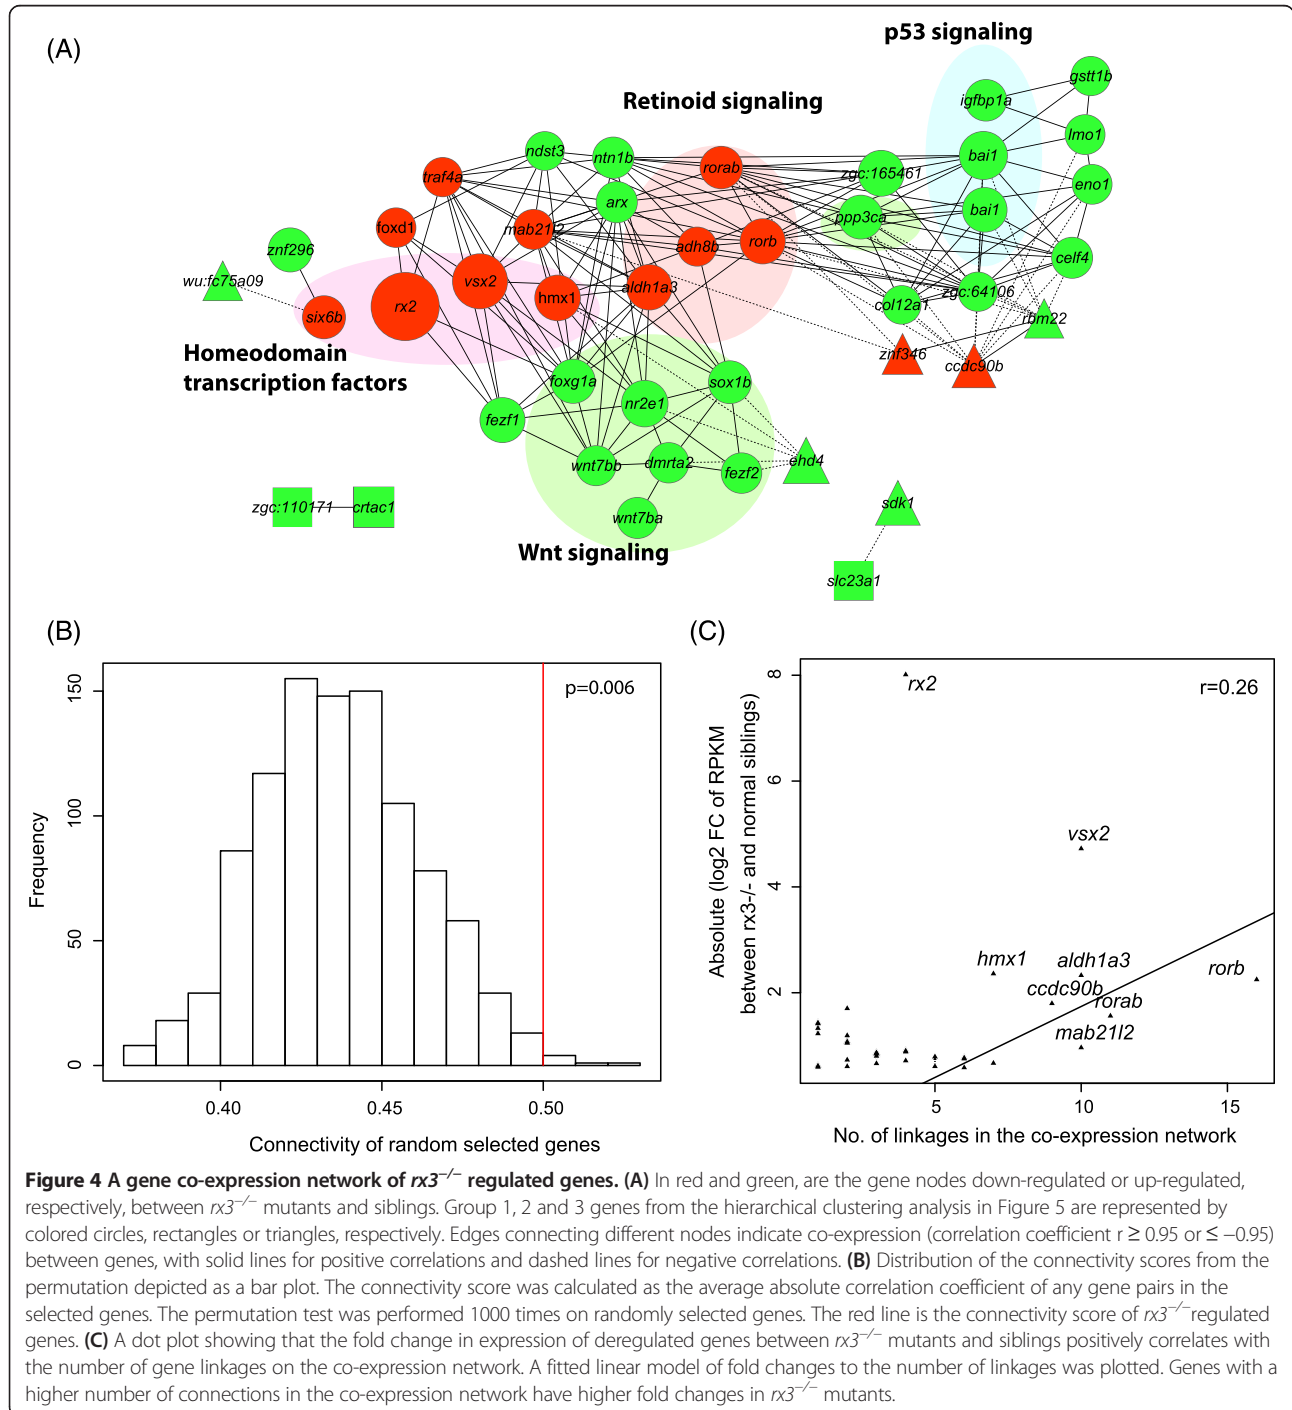 (A)
p53 signaling
gstt1b
igfbp1a
Retinoid signaling
lmo1
ndst3
ntn1b
bai1
rorab
zgc:165461
traf4a
eno1
arx
bai1
ppp3ca
foxd1
mab21l2
adh8b
rorb
znf296
celf4
wu:fc75a09
vsx2
aldh1a3
hmx1
zgc:64106
col12a1
rx2
six6b
rbm22
Homeodomain
transcription factors
znf346
ccdc90b
foxg1a
sox1b
nr2e1
fezf1
wnt7bb
dmrta2
fezf2
ehd4
zgc:110171
crtac1
sdk1
wnt7ba
Wnt signaling
slc23a1
(B)
p=0.006
Frequency
0
50
100
150
0.40
0.45
0.50
Connectivity of random selected genes
(C)
r=0.26
Absolute (log2 FC of RPKM
between rx3-/- and normal siblings)
8
6
4
2
rx2
vsx2
hmx1
aldh1a3
ccdc90b
rorab
rorb
mab21l2
5
10
15
No. of linkages in the co-expression network
Figure 4 A gene co-expression network of rx3−/− regulated genes. (A) In red and green, are the gene nodes down-regulated or up-regulated,
respectively, between rx3−/− mutants and siblings. Group 1, 2 and 3 genes from the hierarchical clustering analysis in Figure 5 are represented by
colored circles, rectangles or triangles, respectively. Edges connecting different nodes indicate co-expression (correlation coefficient r ≥ 0.95 or ≤ −0.95)
between genes, with solid lines for positive correlations and dashed lines for negative correlations. (B) Distribution of the connectivity scores from the
permutation depicted as a bar plot. The connectivity score was calculated as the average absolute correlation coefficient of any gene pairs in the
selected genes. The permutation test was performed 1000 times on randomly selected genes. The red line is the connectivity score of rx3−/−regulated
genes. (C) A dot plot showing that the fold change in expression of deregulated genes between rx3−/− mutants and siblings positively correlates with
the number of gene linkages on the co-expression network. A fitted linear model of fold changes to the number of linkages was plotted. Genes with a
higher number of connections in the co-expression network have higher fold changes in rx3−/− mutants.